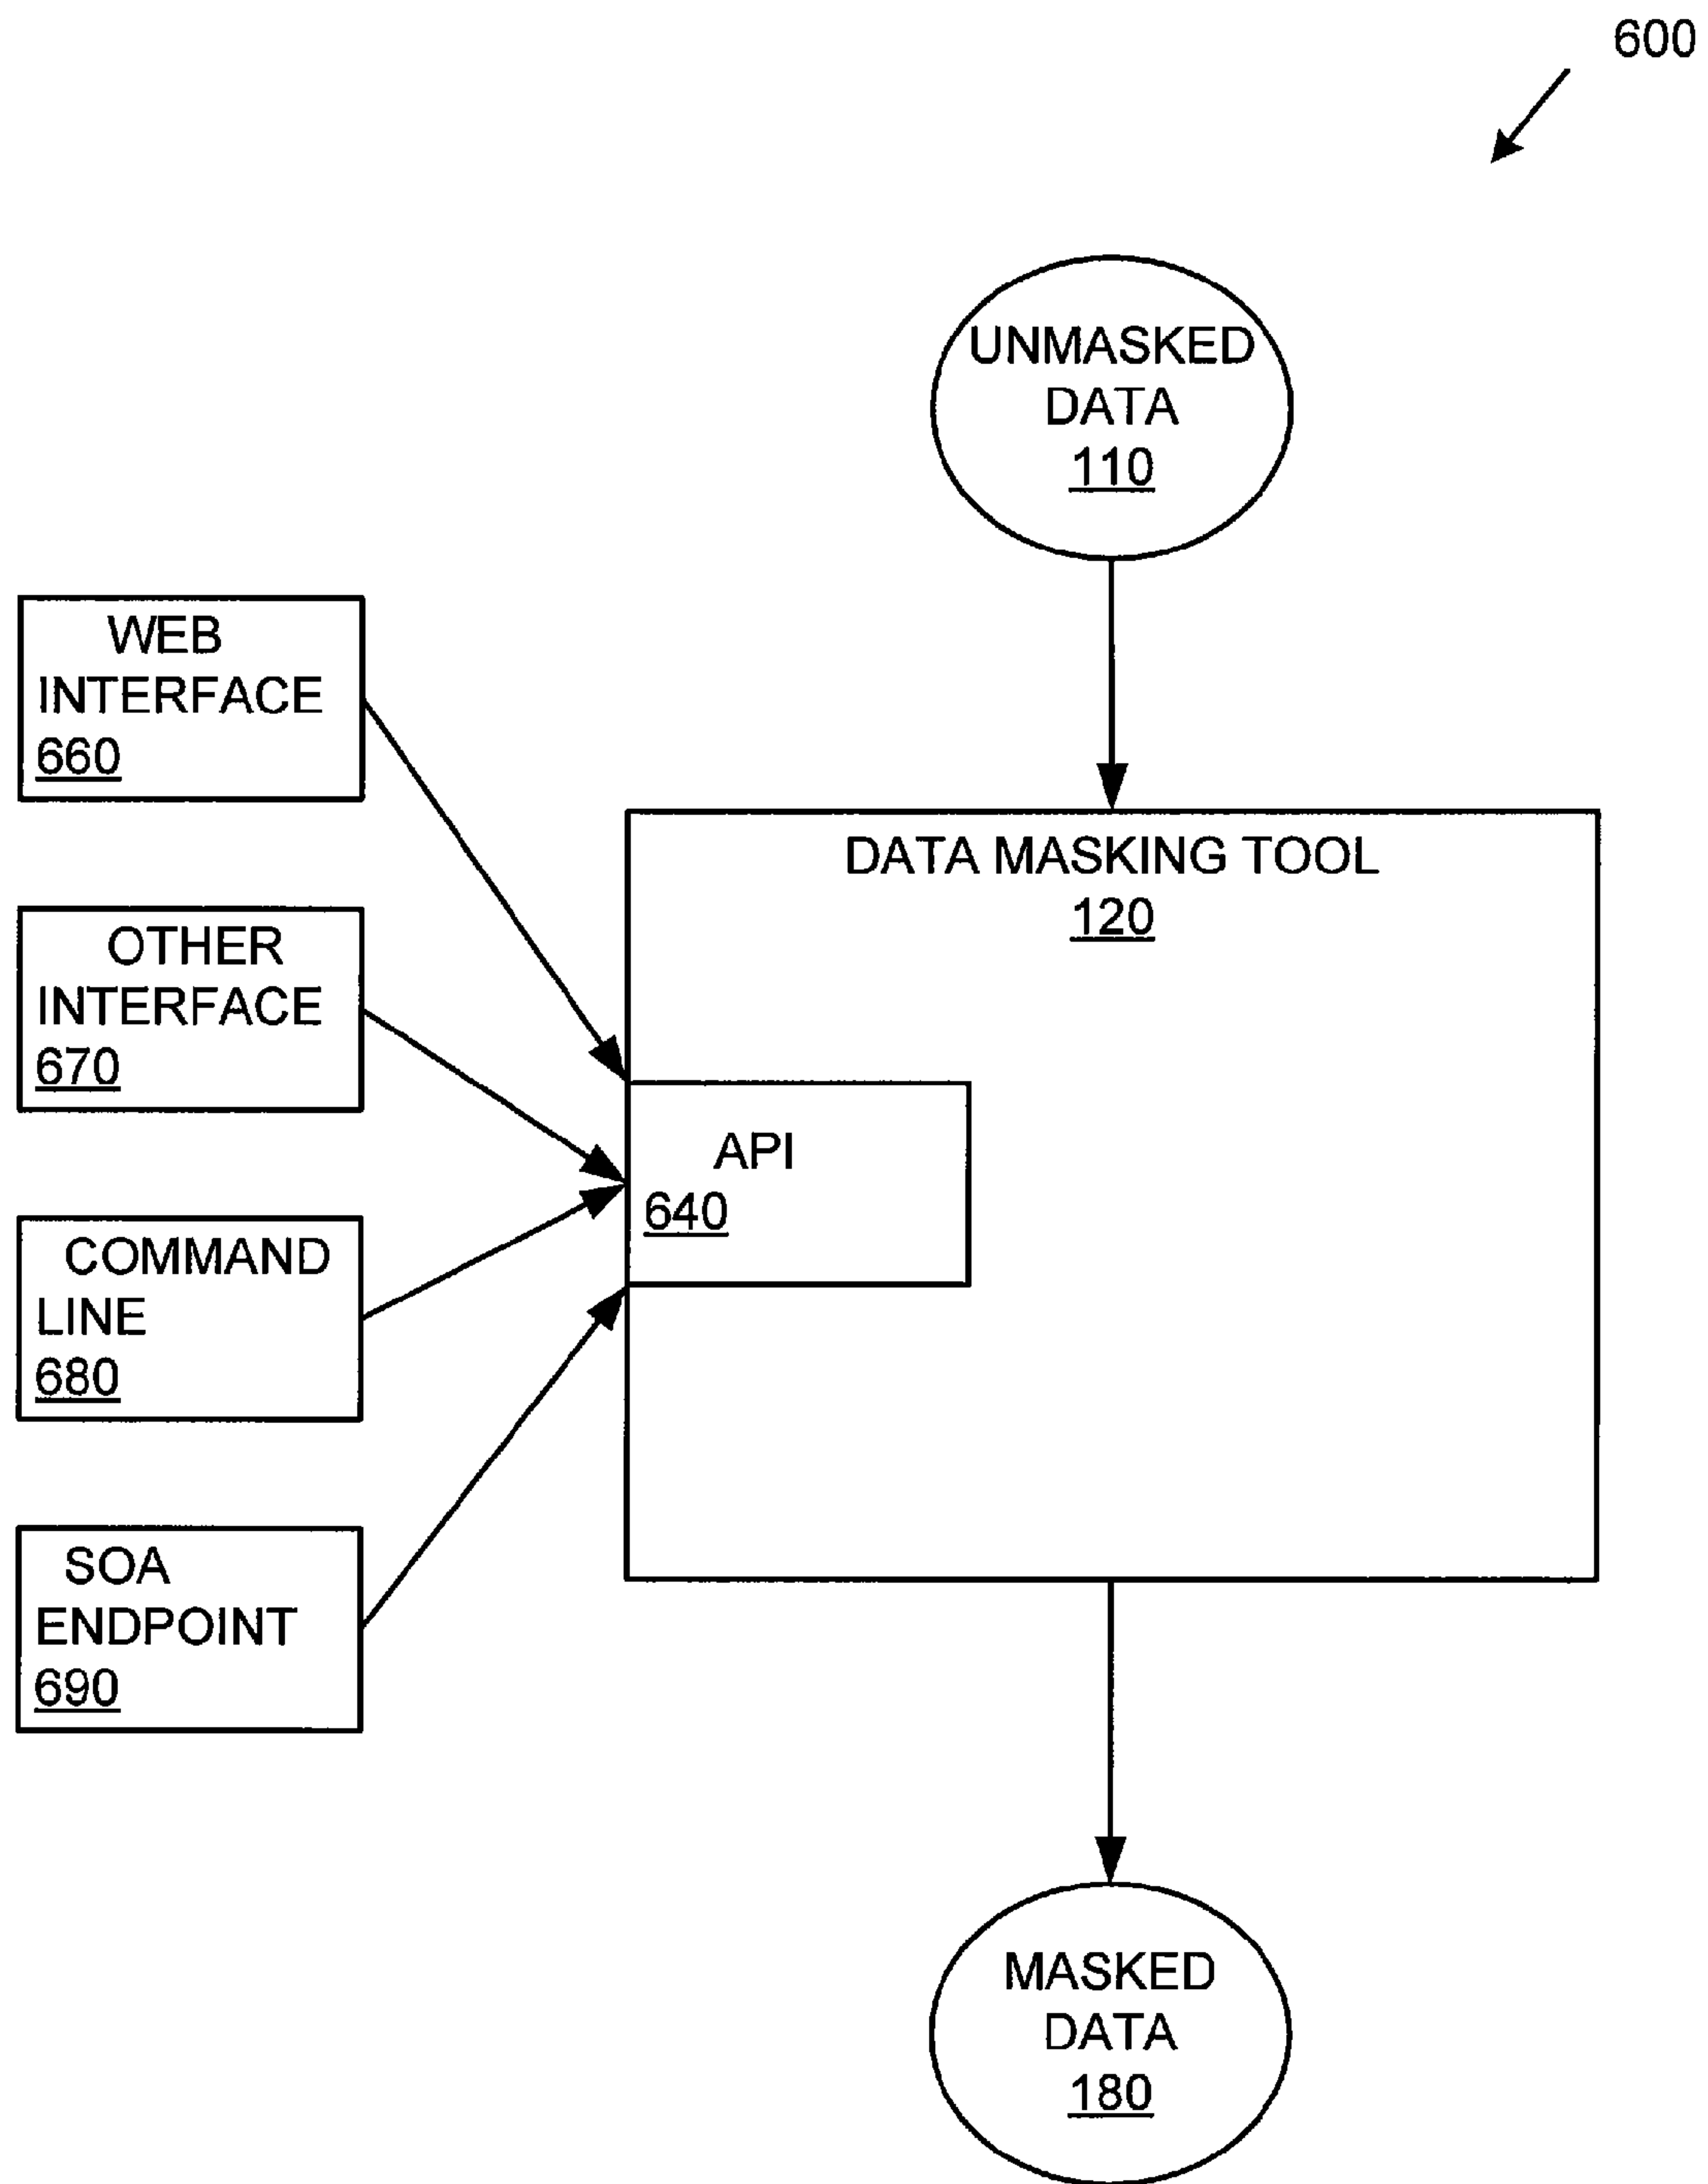 600
UNMASKED
DATA
110
WEB
INTERFACE
660
DATA MASKING TOOL
120
OTHER
INTERFACE
670
API
640
COMMAND
LINE
680
SOA
ENDPOINT
690
MASKED
DATA
180